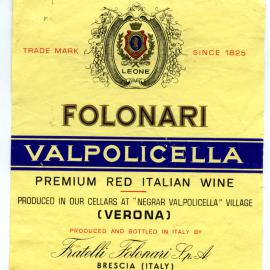 TRADE MARK
SINCE 1825
LEONE
FOLONARI
VALPOLICELLA
PREMIUM RED ITALIAN WINE
PRODUCED IN OUR CELLARS AT "NEGRAR VALPOLICELLA" VILLAGE
(VERONA)
PRODUCED AND BOTTLED IN ITALY BY
Fratelli Folonari S.p.A.
BRESCIA (ITALY)